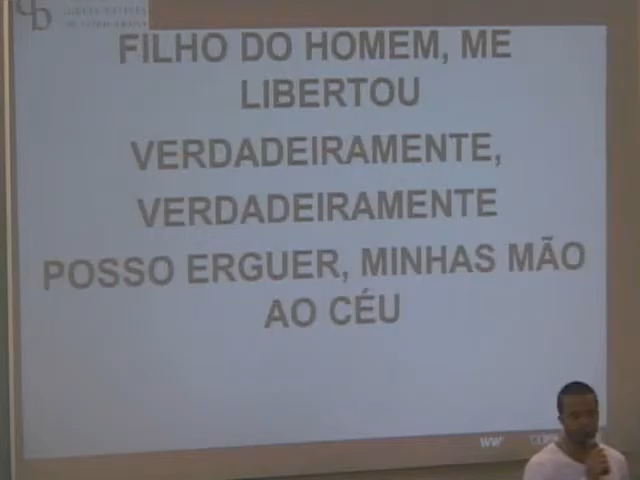 FILHO DO HOMEM, ME
LIBERTOU
VERDADEIRAMENTE,
VERDADEIRAMENTE
POSSO ERGUER, MINHAS MÃO
AO CÉU